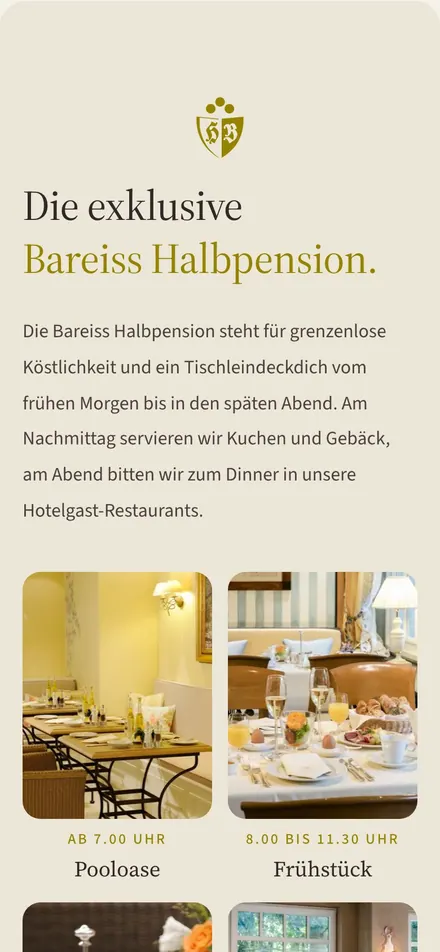 HB
Die exklusive
Bareiss Halbpension.
Die Bareiss Halbpension steht für grenzenlose
Köstlichkeit und ein Tischleindeckdich vom
frühen Morgen bis in den späten Abend. Am
Nachmittag servieren wir Kuchen und Gebäck,
am Abend bitten wir zum Dinner in unsere
Hotelgast-Restaurants.
AB 7.00 UHR
Pooloase
8.00 BIS 11.30 UHR
Frühstück